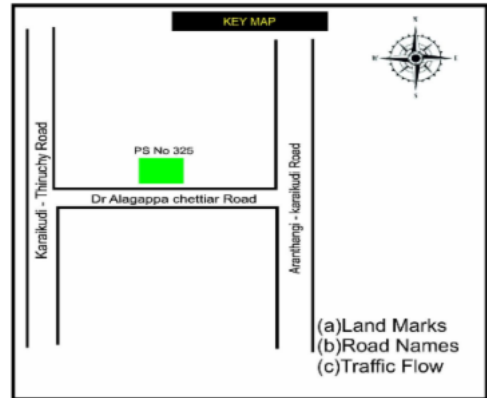 KEY MAP
N
W
E
S
PS No 325
Dr Alagappa chettiar Road
Karaikudi - Thiruchy Road
Aranthangi - karaikudi Road
(a)Land Marks
(b)Road Names
(c)Traffic Flow